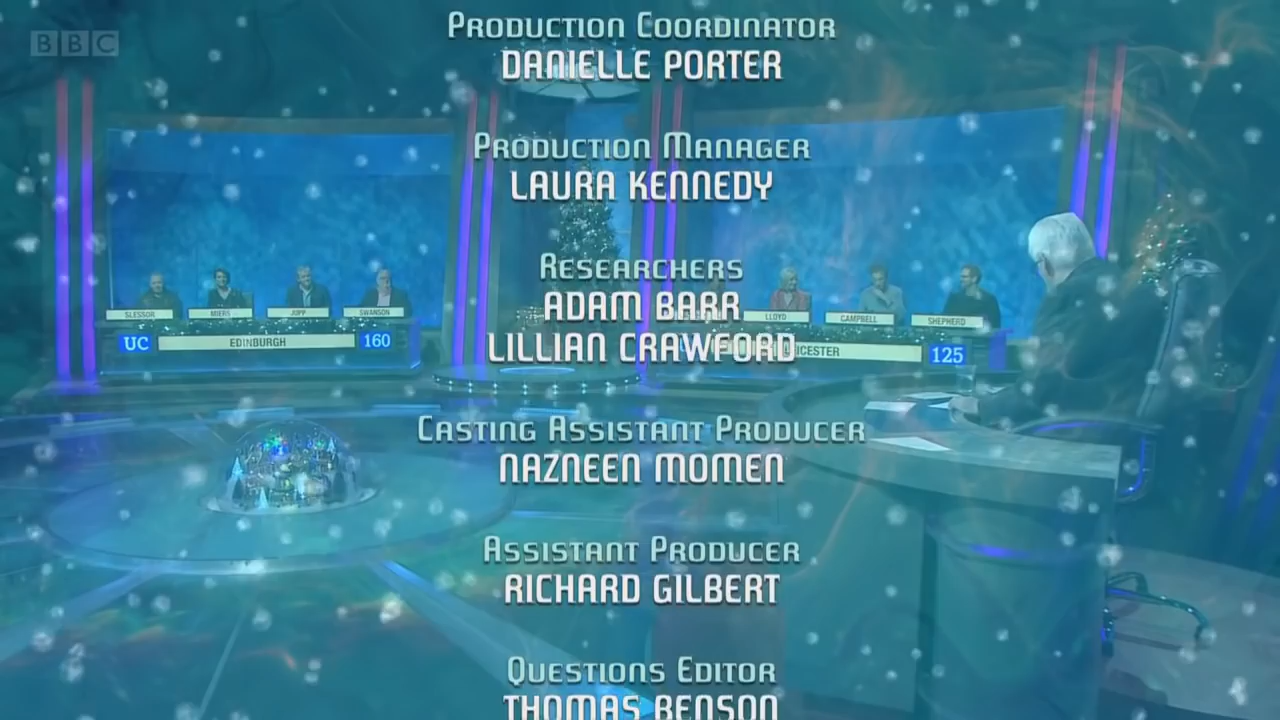 BBC
PRODUCTION COORDINATOR
DANIELLE PORTER
PRODUCTION MANAGER
LAURA KENNEDY
RESEARCHERS
ADAM BARR
LILLIAN CRAWFORD
CASTING ASSISTANT PRODUCER
NAZNEEN MOMEN
ASSISTANT PRODUCER
RICHARD GILBERT
QUESTIONS EDITOR
THOMAS BENSON
SLESSOR MIERS JUPP SWANSON
UC EDINBURGH 160
LLOYD CAMPBELL SHEPHERD
ICESTER 125